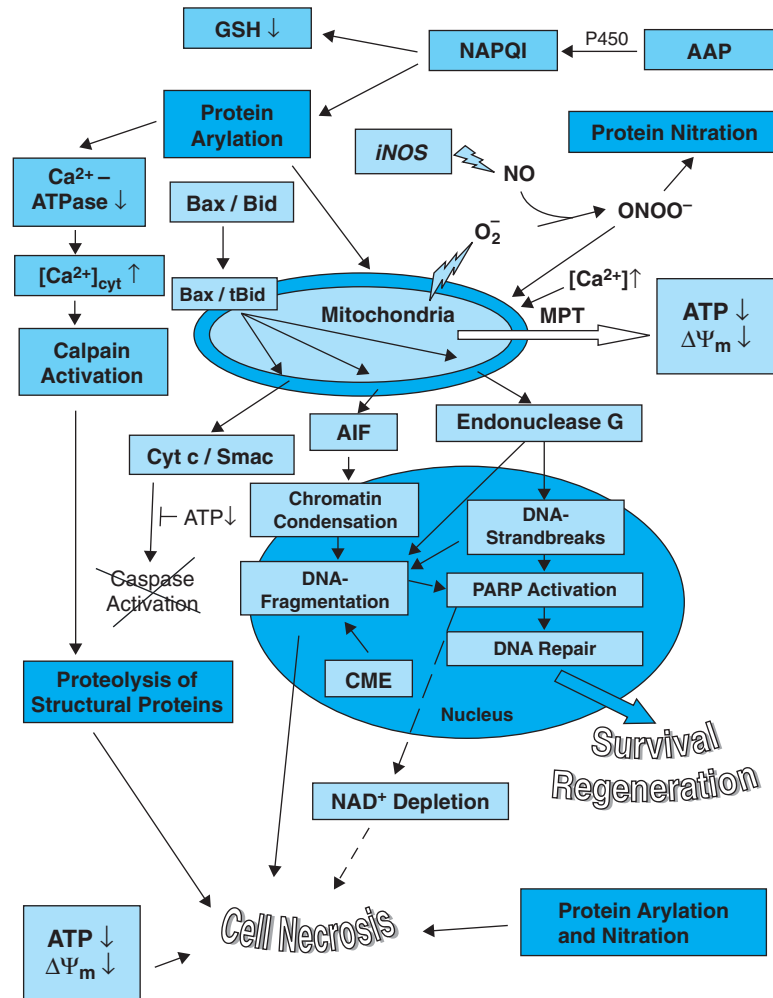 GSH ↓
NAPQI
P450
AAP
Protein
Arylation
iNOS
NO
Protein Nitration
Ca²⁺ –
ATPase ↓
Bax / Bid
O₂⁻
ONOO⁻
[Ca²⁺]cyt ↑
Bax / tBid
Mitochondria
[Ca²⁺]↑
MPT
ATP ↓
ΔΨm ↓
Calpain
Activation
AIF
Endonuclease G
Cyt c / Smac
ATP↓
Chromatin
Condensation
DNA-
Strandbreaks
Caspase
Activation
DNA-
Fragmentation
PARP Activation
DNA Repair
CME
Nucleus
Proteolysis of
Structural Proteins
Survival
Regeneration
NAD⁺ Depletion
Cell Necrosis
ATP ↓
ΔΨm ↓
Protein Arylation
and Nitration